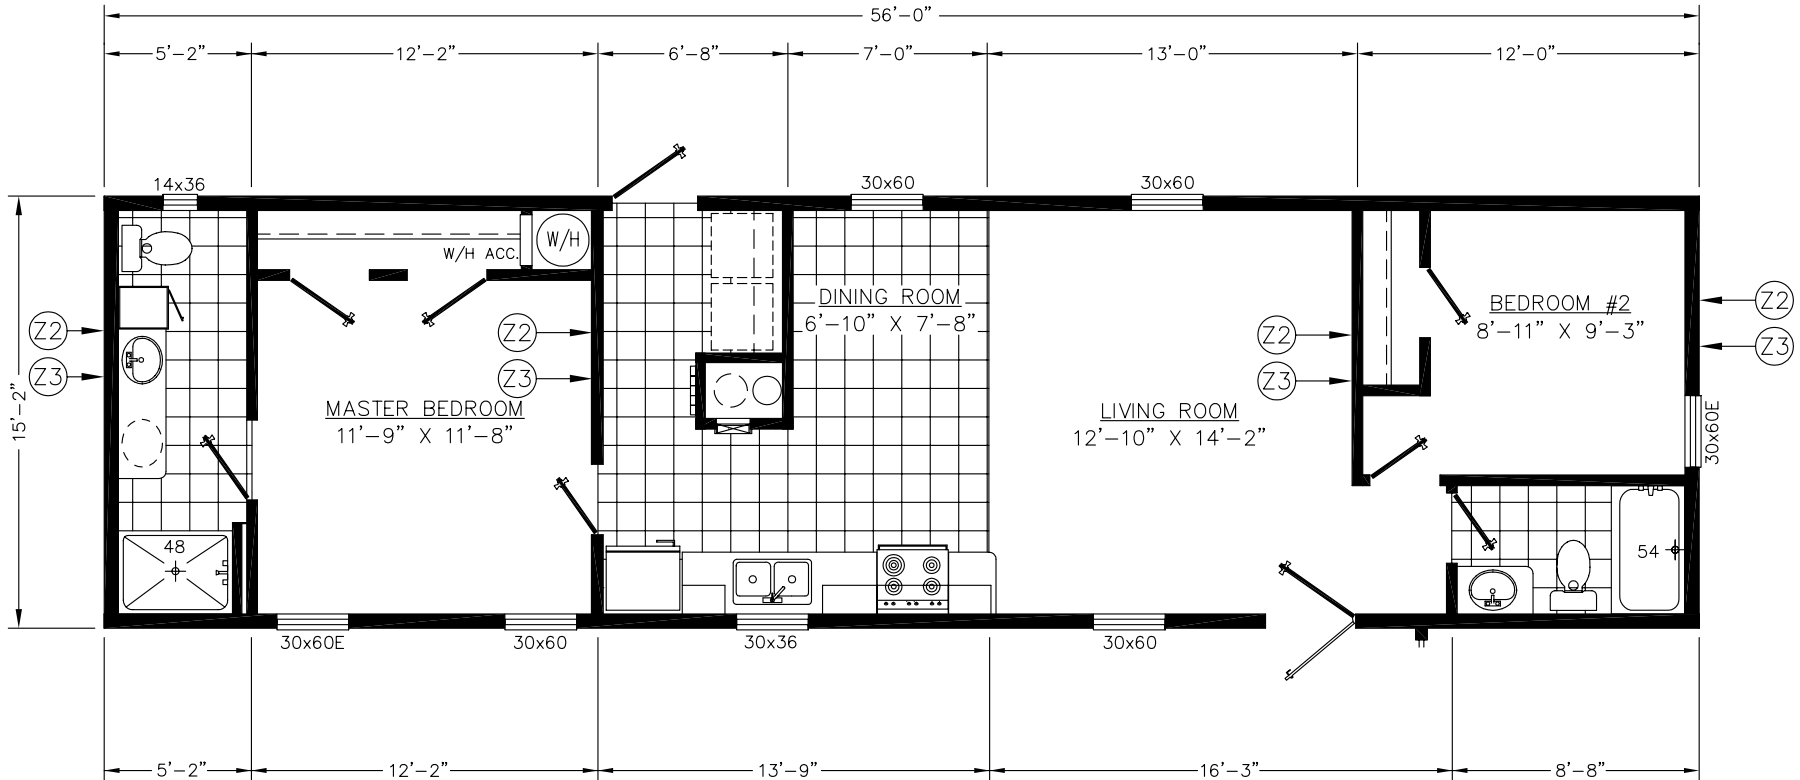 56'-0"
5'-2" 12'-2" 6'-8" 7'-0" 13'-0" 12'-0"
14x36 30x60 30x60
W/H ACC. W/H
DINING ROOM
6'-10" X 7'-8"
BEDROOM #2
8'-11" X 9'-3"
Z2 Z2 Z2 Z2
Z3 Z3 Z3 Z3
15'-2"
MASTER BEDROOM
11'-9" X 11'-8"
LIVING ROOM
12'-10" X 14'-2"
30x60E
48
54
30x60E 30x60 30x36 30x60
5'-2" 12'-2" 13'-9" 16'-3" 8'-8"